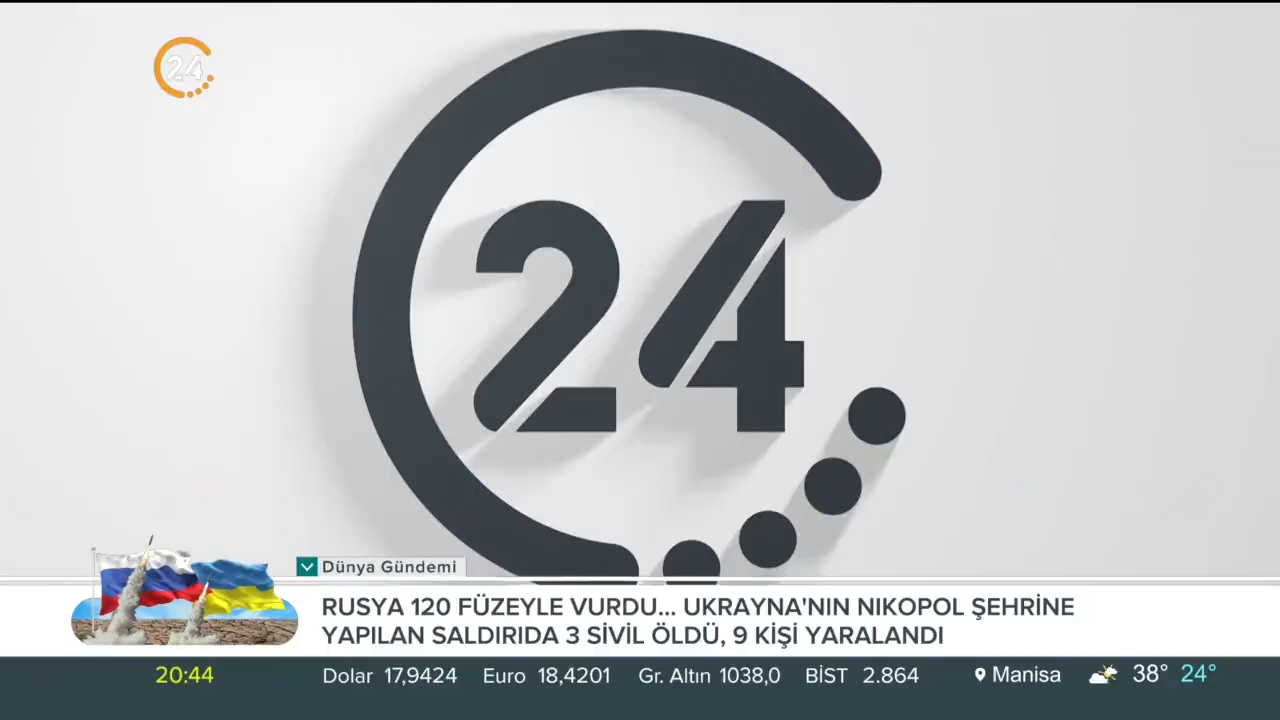 24
24
Dünya Gündemi
RUSYA 120 FÜZEYLE VURDU... UKRAYNA'NIN NIKOPOL ŞEHRİNE
YAPILAN SALDIRIDA 3 SİVİL ÖLDÜ, 9 KİŞİ YARALANDI
20:44 Dolar 17,9424 Euro 18,4201 Gr. Altın 1038,0 BİST 2.864 Manisa 38° 24°